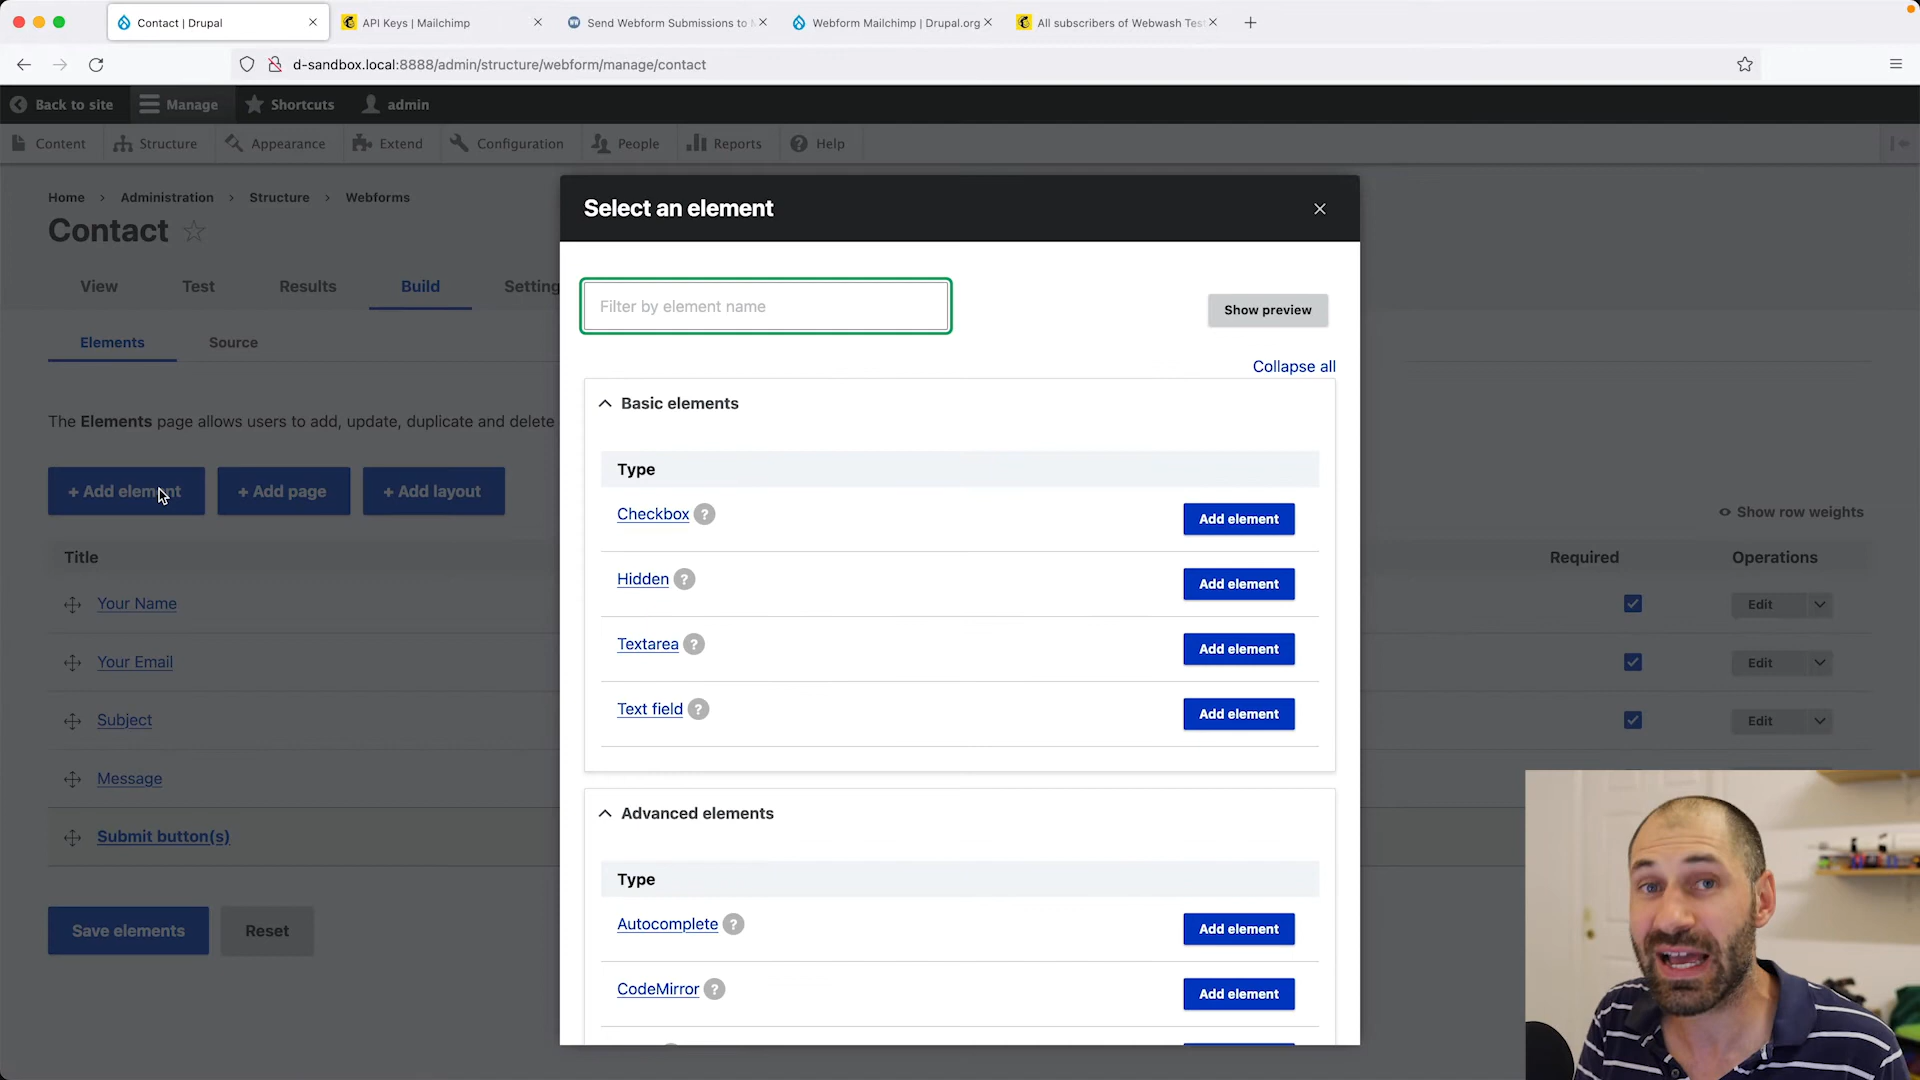 Contact | Drupal
API Keys | Mailchimp
Send Webform Submissions to
Webform Mailchimp | Drupal.org
All subscribers of Webwash Tes
d-sandbox.local:8888/admin/structure/webform/manage/contact
Back to site
Manage
Shortcuts
admin
Content
Structure
Appearance
Extend
Configuration
People
Reports
Help
Home › Administration › Structure › Webforms
Contact
View
Test
Results
Build
Setting
Elements
Source
The Elements page allows users to add, update, duplicate and delete
+ Add element
+ Add page
+ Add layout
Show row weights
Title
Required
Operations
Your Name
Edit
Your Email
Edit
Subject
Edit
Message
Submit button(s)
Save elements
Reset
Select an element
Filter by element name
Show preview
Collapse all
Basic elements
Type
Checkbox ?
Add element
Hidden ?
Add element
Textarea ?
Add element
Text field ?
Add element
Advanced elements
Type
Autocomplete ?
Add element
CodeMirror ?
Add element